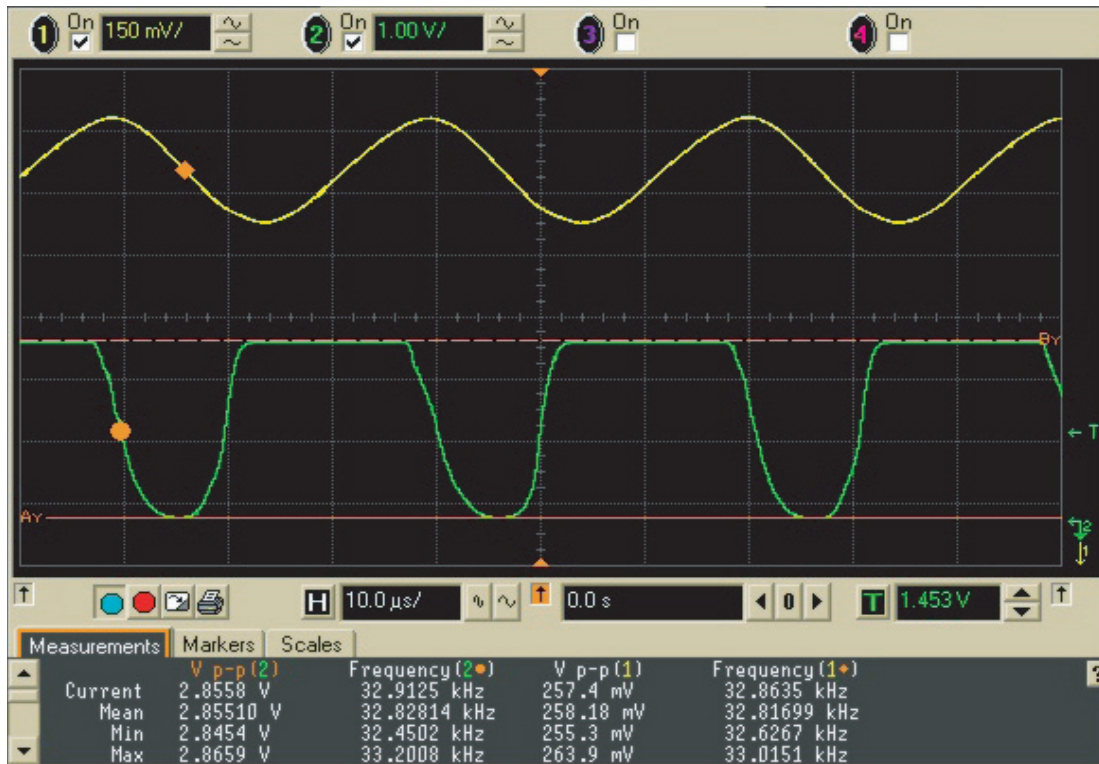 1 On 150 mV/ 2 On 1.00 V/ 3 On 4 On
BY
T
AY
2
1
H 10.0 µs/ 0.0 s 0 T 1.453 V
Measurements Markers Scales
V p-p(2) Frequency(2●) V p-p(1) Frequency(1◆) ?
Current 2.8558 V 32.9125 kHz 257.4 mV 32.8635 kHz
Mean 2.85510 V 32.82814 kHz 258.18 mV 32.81699 kHz
Min 2.8454 V 32.4502 kHz 255.3 mV 32.6267 kHz
Max 2.8659 V 33.2008 kHz 263.9 mV 33.0151 kHz